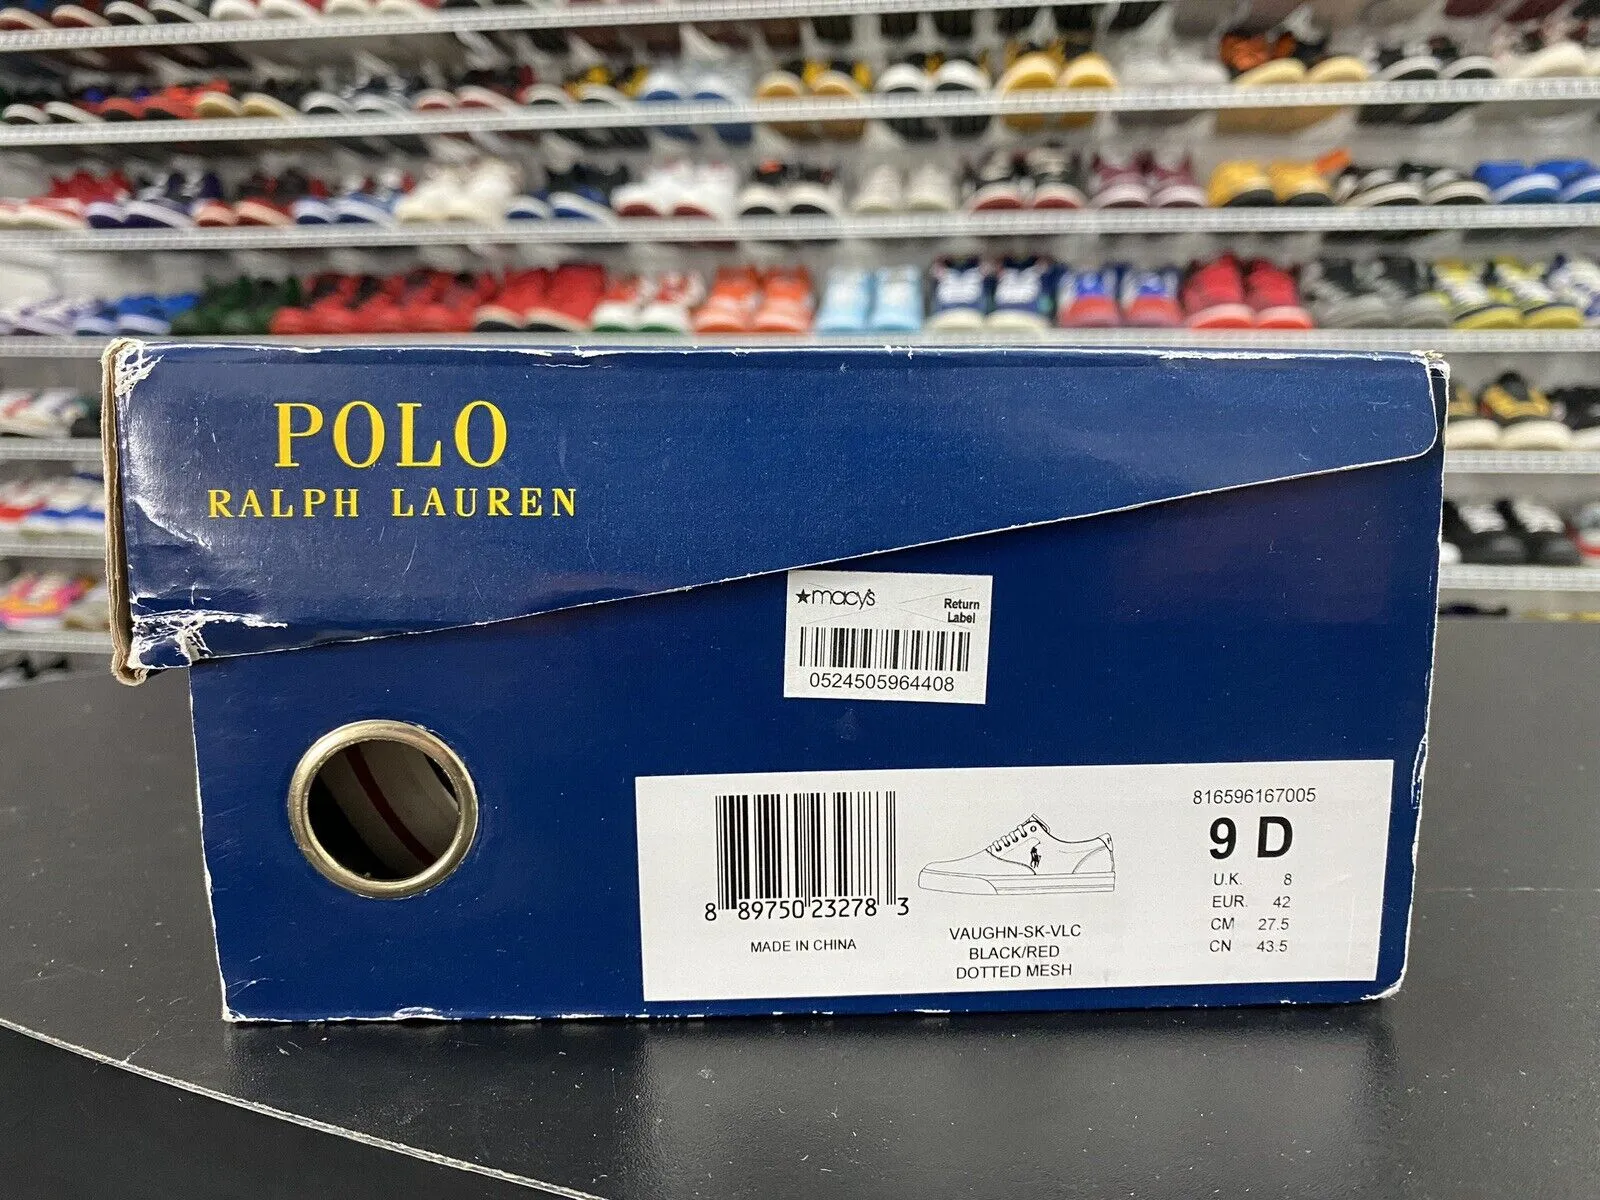 POLO
RALPH LAUREN
★macy's
Return
Label
0524505964408
816596167005
9 D
U.K. 8
EUR. 42
CM 27.5
CN 43.5
8 89750 23278 3
MADE IN CHINA
VAUGHN-SK-VLC
BLACK/RED
DOTTED MESH